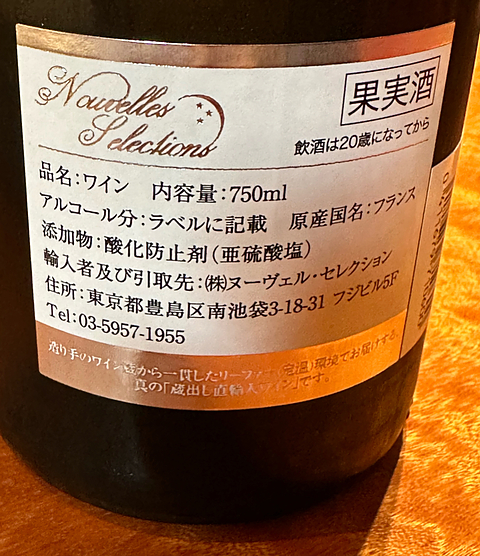 Nouvelles
Selections
果実酒
飲酒は20歳になってから
品名:ワイン 内容量:750ml
アルコール分:ラベルに記載 原産国名:フランス
添加物:酸化防止剤(亜硫酸塩)
輸入者及び引取先:㈱ヌーヴェル・セレクション
住所:東京都豊島区南池袋3-18-31 フジビル5F
Tel:03-5957-1955
造り手のワイン蔵から一貫したリーファー(定温)環境でお届けする、
真の「蔵出し直輸入ワイン」です。